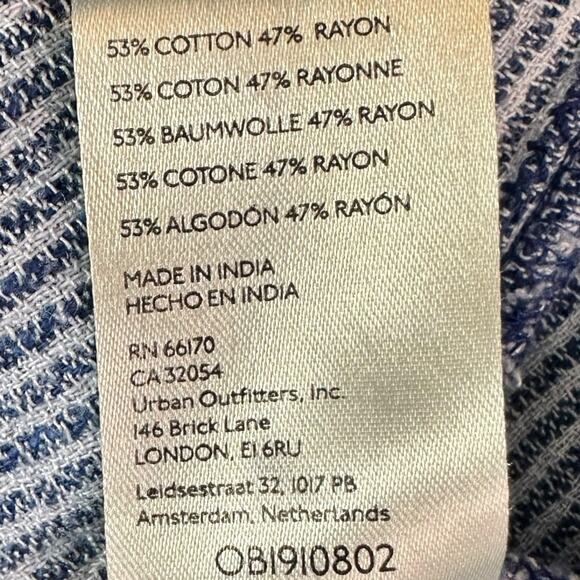 53% COTTON 47% RAYON
53% COTON 47% RAYONNE
53% BAUMWOLLE 47% RAYON
53% COTONE 47% RAYON
53% ALGODÓN 47% RAYÓN
MADE IN INDIA
HECHO EN INDIA
RN 66170
CA 32054
Urban Outfitters, Inc.
146 Brick Lane
LONDON, E1 6RU
Leidsestraat 32, 1017 PB
Amsterdam, Netherlands
OB1910802